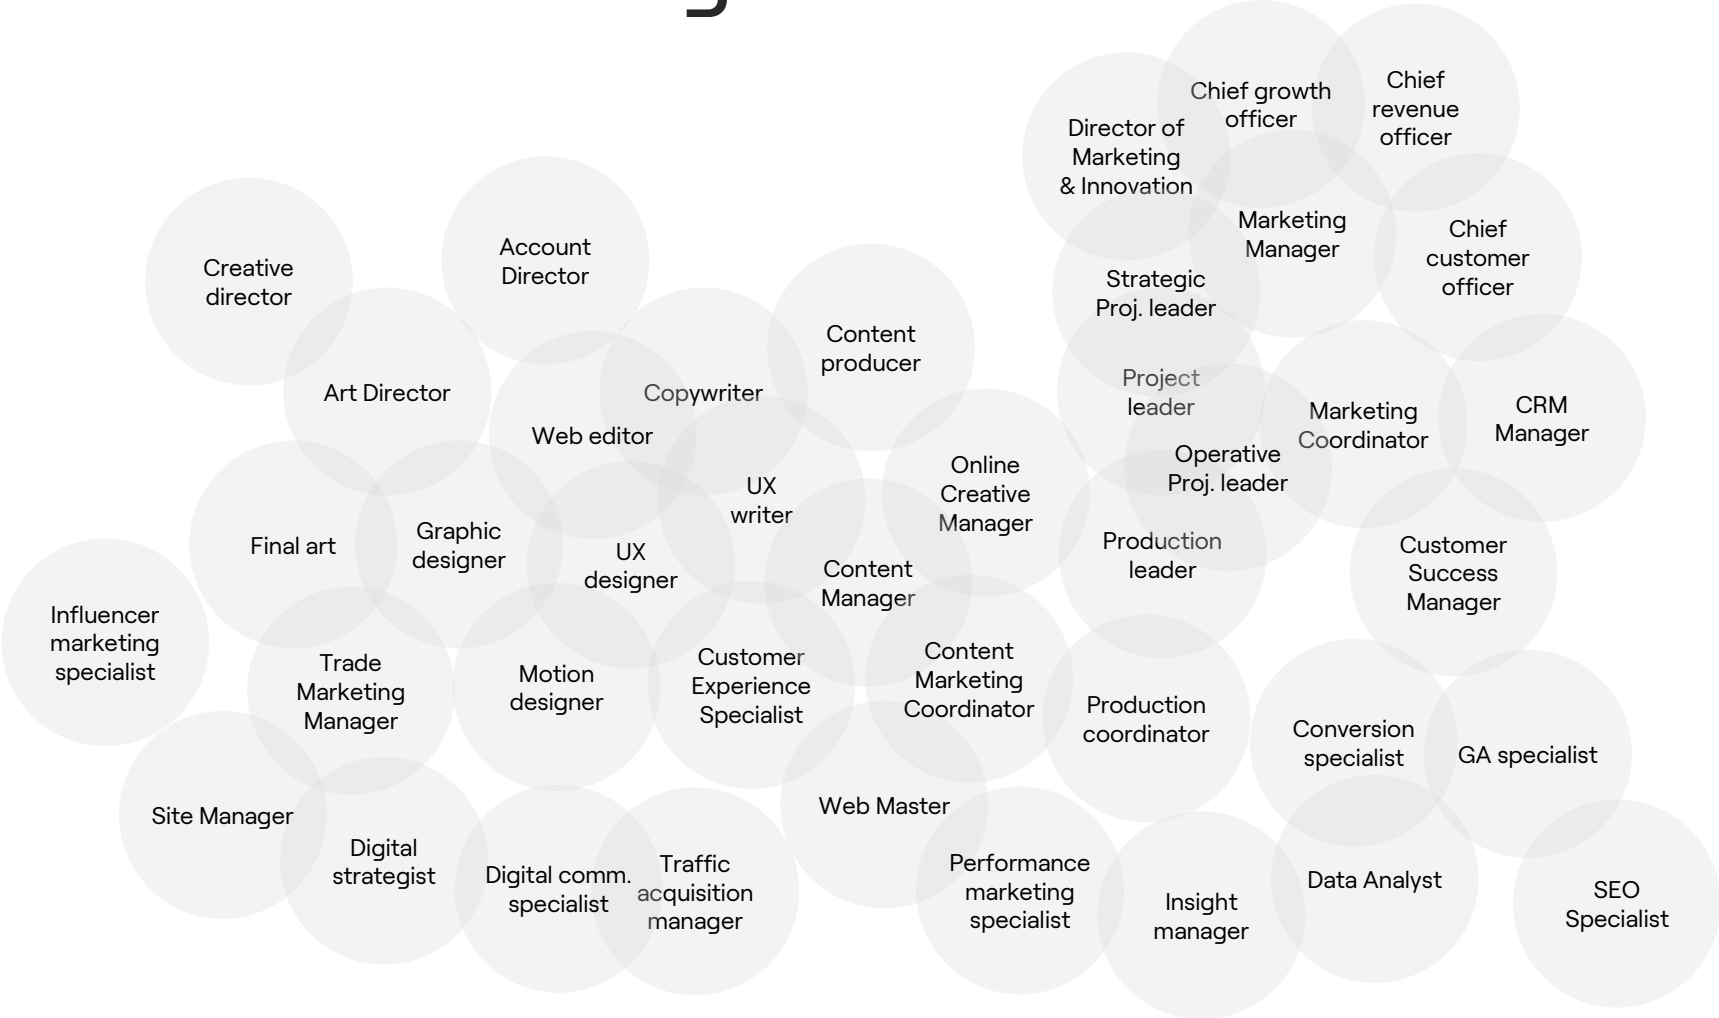 Chief growth
officer
Chief
revenue
officer
Director of
Marketing
& Innovation
Marketing
Manager
Chief
customer
officer
Creative
director
Account
Director
Strategic
Proj. leader
Content
producer
Art Director
Copywriter
Web editor
Project
leader
Marketing
Coordinator
CRM
Manager
Operative
Proj. leader
Online
Creative
Manager
UX
writer
Final art
Graphic
designer
UX
designer
Content
Manager
Production
leader
Customer
Success
Manager
Influencer
marketing
specialist
Trade
Marketing
Manager
Motion
designer
Customer
Experience
Specialist
Content
Marketing
Coordinator
Production
coordinator
Conversion
specialist
GA specialist
Site Manager
Digital
strategist
Digital comm.
specialist
Traffic
acquisition
manager
Web Master
Performance
marketing
specialist
Insight
manager
Data Analyst
SEO
Specialist